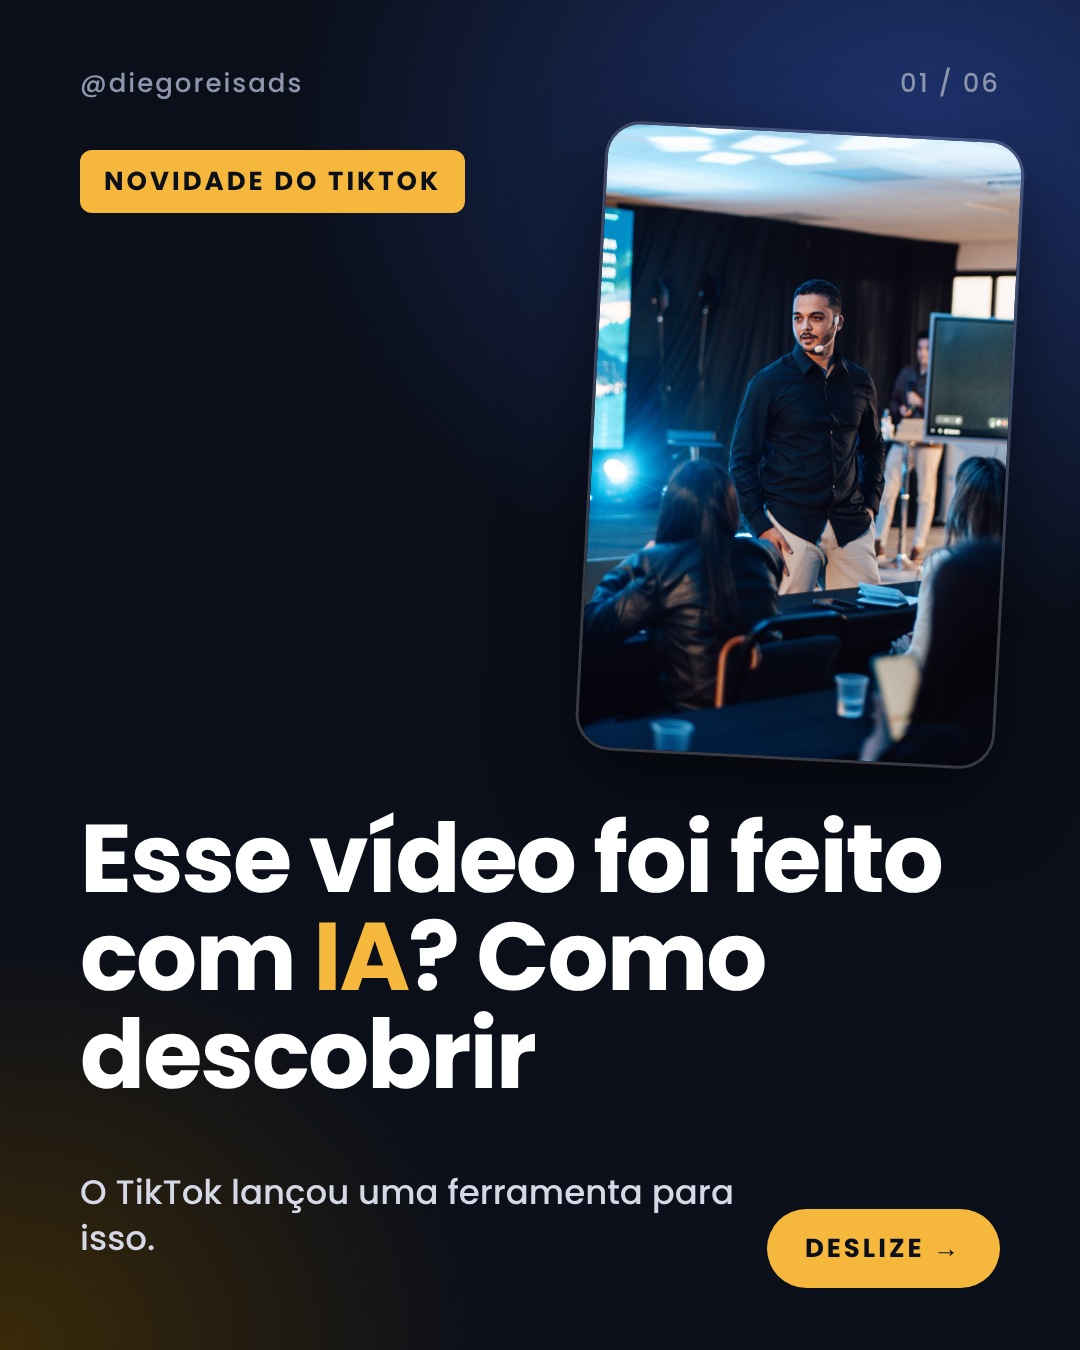 @diegoreisads
01 / 06
NOVIDADE DO TIKTOK
Esse vídeo foi feito
com IA? Como
descobrir
O TikTok lançou uma ferramenta para
isso.
DESLIZE →